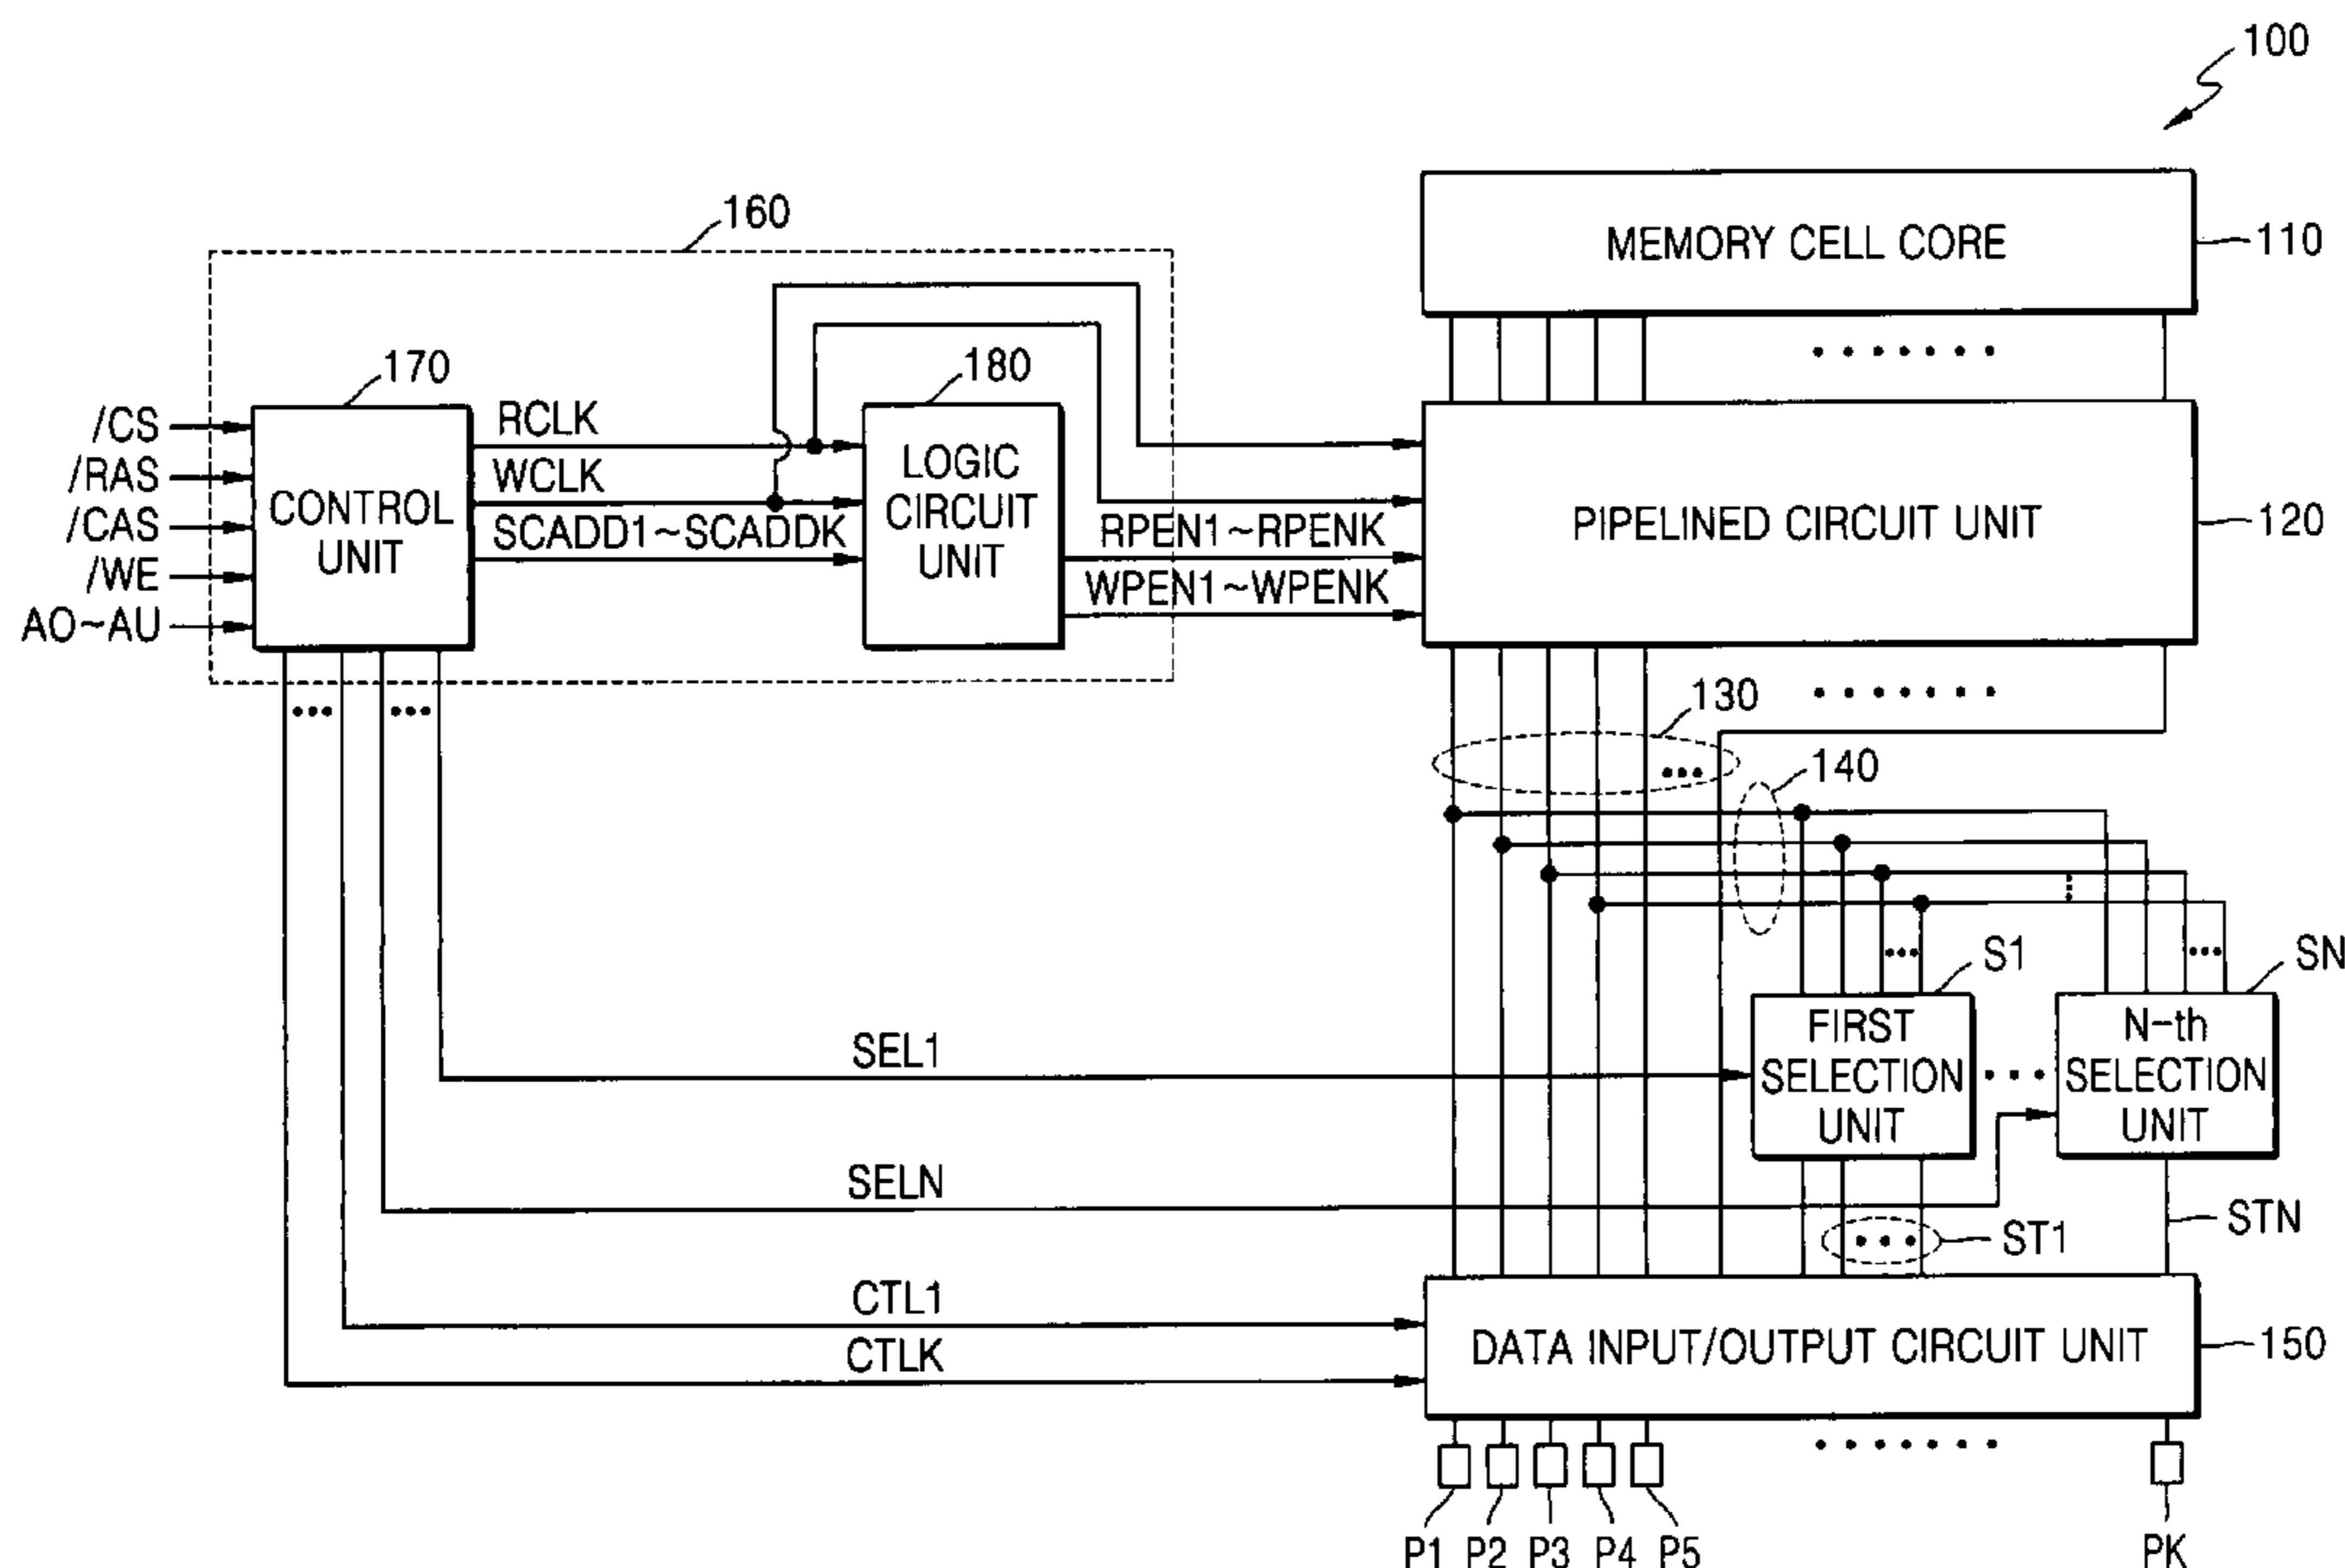 100
160
MEMORY CELL CORE
110
170
180
/CS
/RAS
/CAS
/WE
AO~AU
CONTROL
UNIT
RCLK
WCLK
SCADD1~SCADDK
LOGIC
CIRCUIT
UNIT
RPEN1~RPENK
WPEN1~WPENK
PIPELINED CIRCUIT UNIT
120
130
140
S1
SN
FIRST
SELECTION
UNIT
N-th
SELECTION
UNIT
SEL1
SELN
ST1
STN
CTL1
CTLK
DATA INPUT/OUTPUT CIRCUIT UNIT
150
P1 P2 P3 P4 P5 PK